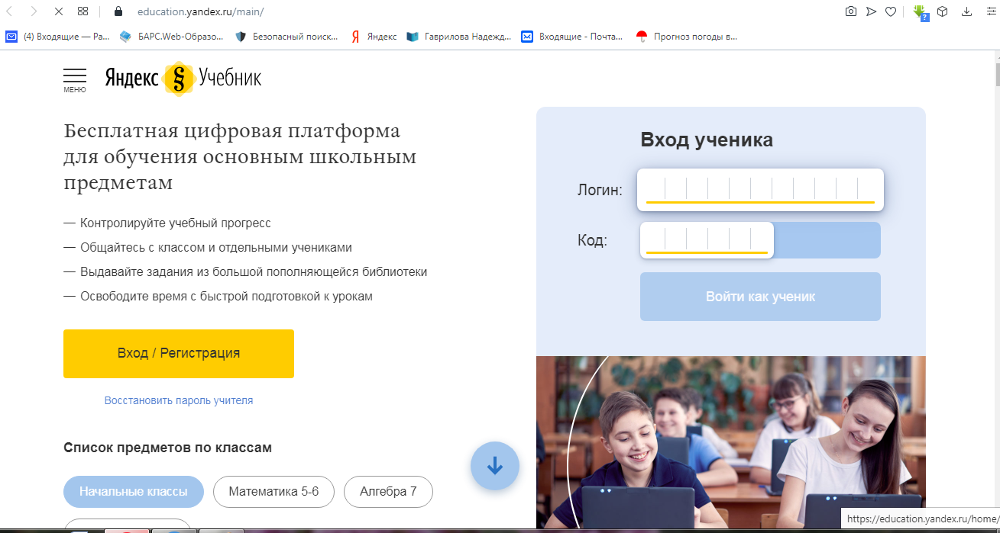 education.yandex.ru/main/
(4) Входящие — Ра...
БАРС.Web-Образо...
Безопасный поиск...
Яндекс
Гаврилова Надежд...
Входящие - Почта...
Прогноз погоды в...
МЕНЮ
Яндекс § Учебник
Бесплатная цифровая платформа
для обучения основным школьным
предметам
— Контролируйте учебный прогресс
— Общайтесь с классом и отдельными учениками
— Выдавайте задания из большой пополняющейся библиотеки
— Освободите время с быстрой подготовкой к урокам
Вход / Регистрация
Восстановить пароль учителя
Список предметов по классам
Начальные классы
Математика 5-6
Алгебра 7
Вход ученика
Логин:
Код:
Войти как ученик
https://education.yandex.ru/home/